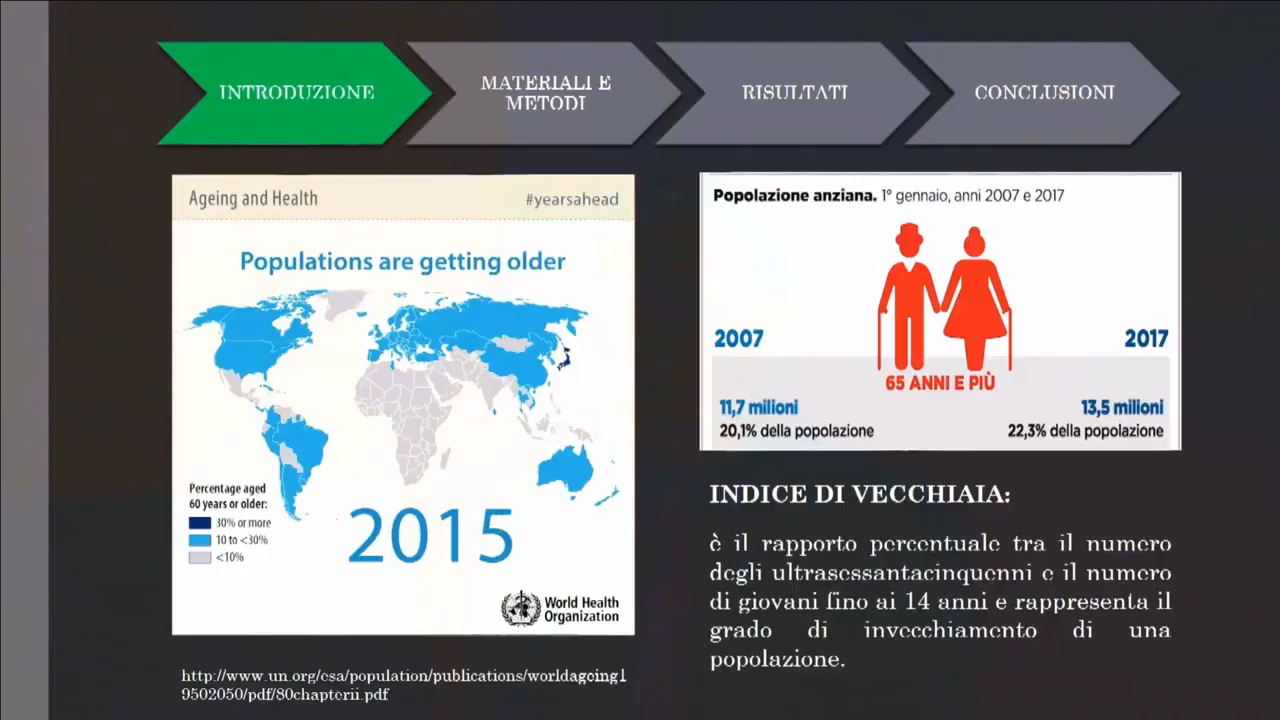 INTRODUZIONE
MATERIALI E
METODI
RISULTATI
CONCLUSIONI
Ageing and Health
#yearsahead
Populations are getting older
Percentage aged
60 years or older:
30% or more
10 to <30%
<10%
2015
World Health
Organization
http://www.un.org/esa/population/publications/worldageing1
9502050/pdf/80chapterii.pdf
Popolazione anziana. 1° gennaio, anni 2007 e 2017
2007
2017
65 ANNI E PIÙ
11,7 milioni
13,5 milioni
20,1% della popolazione
22,3% della popolazione
INDICE DI VECCHIAIA:
è il rapporto percentuale tra il numero
degli ultrasessantacinquenni e il numero
di giovani fino ai 14 anni e rappresenta il
grado di invecchiamento di una
popolazione.